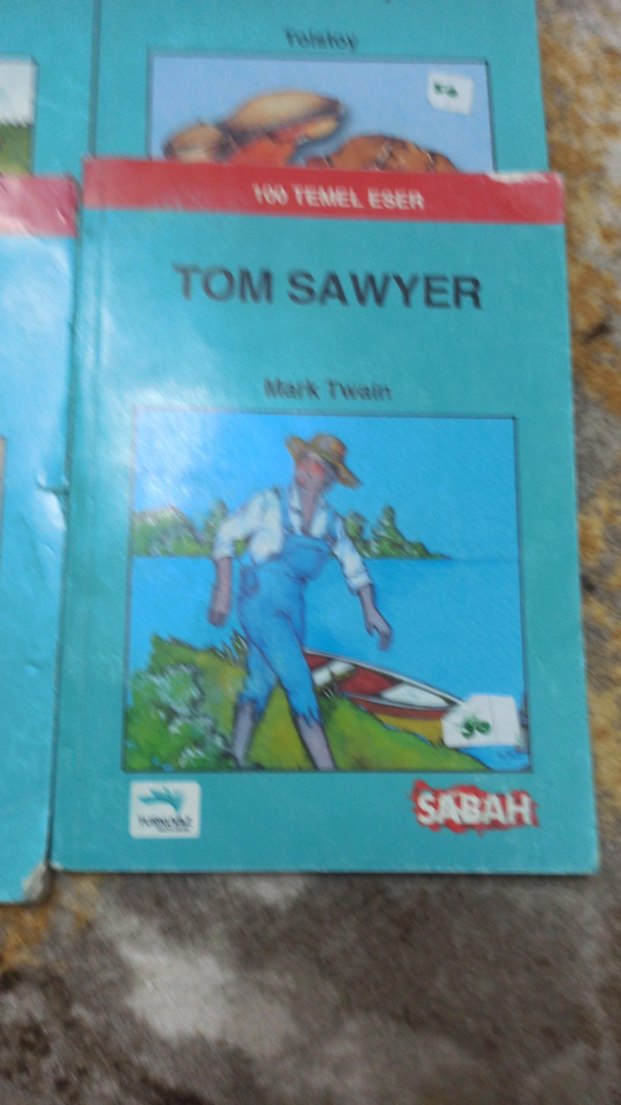 Tolstoy
100 TEMEL ESER
TOM SAWYER
Mark Twain
SABAH